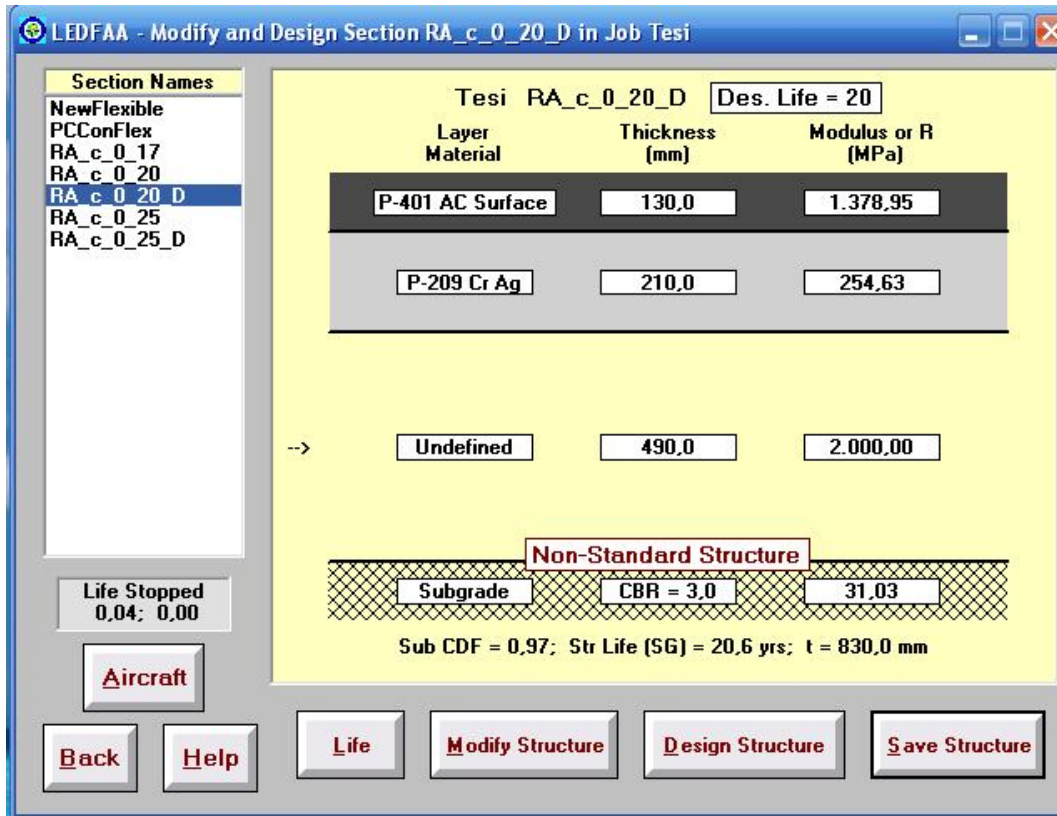 LEDFAA - Modify and Design Section RA_c_0_20_D in Job Tesi
Section Names
NewFlexible
PCConFlex
RA_c_0_17
RA_c_0_20
RA_c_0_20_D
RA_c_0_25
RA_c_0_25_D
Life Stopped
0,04; 0,00
Aircraft
Back Help
Tesi RA_c_0_20_D Des. Life = 20
Layer Thickness Modulus or R
Material (mm) (MPa)
P-401 AC Surface 130,0 1.378,95
P-209 Cr Ag 210,0 254,63
--> Undefined 490,0 2.000,00
Non-Standard Structure
Subgrade CBR = 3,0 31,03
Sub CDF = 0,97; Str Life (SG) = 20,6 yrs; t = 830,0 mm
Life Modify Structure Design Structure Save Structure